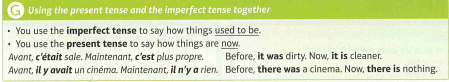 G Using the present tense and the imperfect tense together
• You use the imperfect tense to say how things used to be.
• You use the present tense to say how things are now.
Avant, c'était sale. Maintenant, c'est plus propre. Before, it was dirty. Now, it is cleaner.
Avant, il y avait un cinéma. Maintenant, il n'y a rien. Before, there was a cinema. Now, there is nothing.